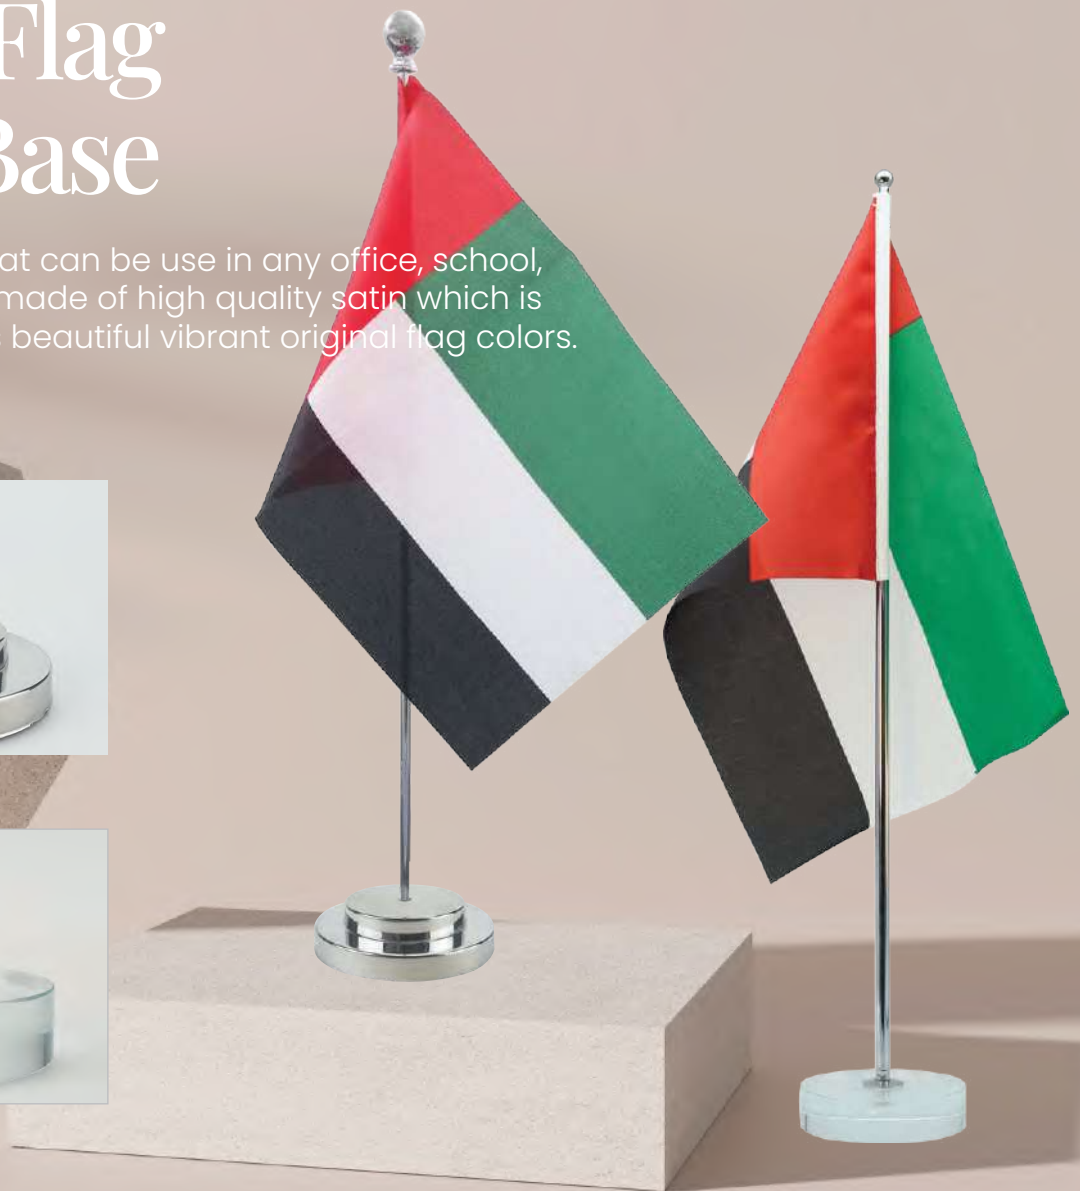 Flag
Base
at can be use in any office, school,
made of high quality satin which is
beautiful vibrant original flag colors.